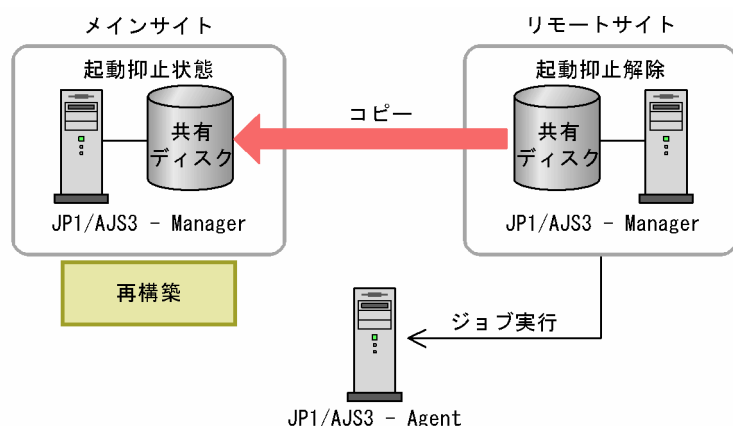 メインサイト
リモートサイト
起動抑止状態
起動抑止解除
共有
ディスク
コピー
共有
ディスク
JP1/AJS3 − Manager
JP1/AJS3 − Manager
再構築
ジョブ実行
JP1/AJS3 − Agent